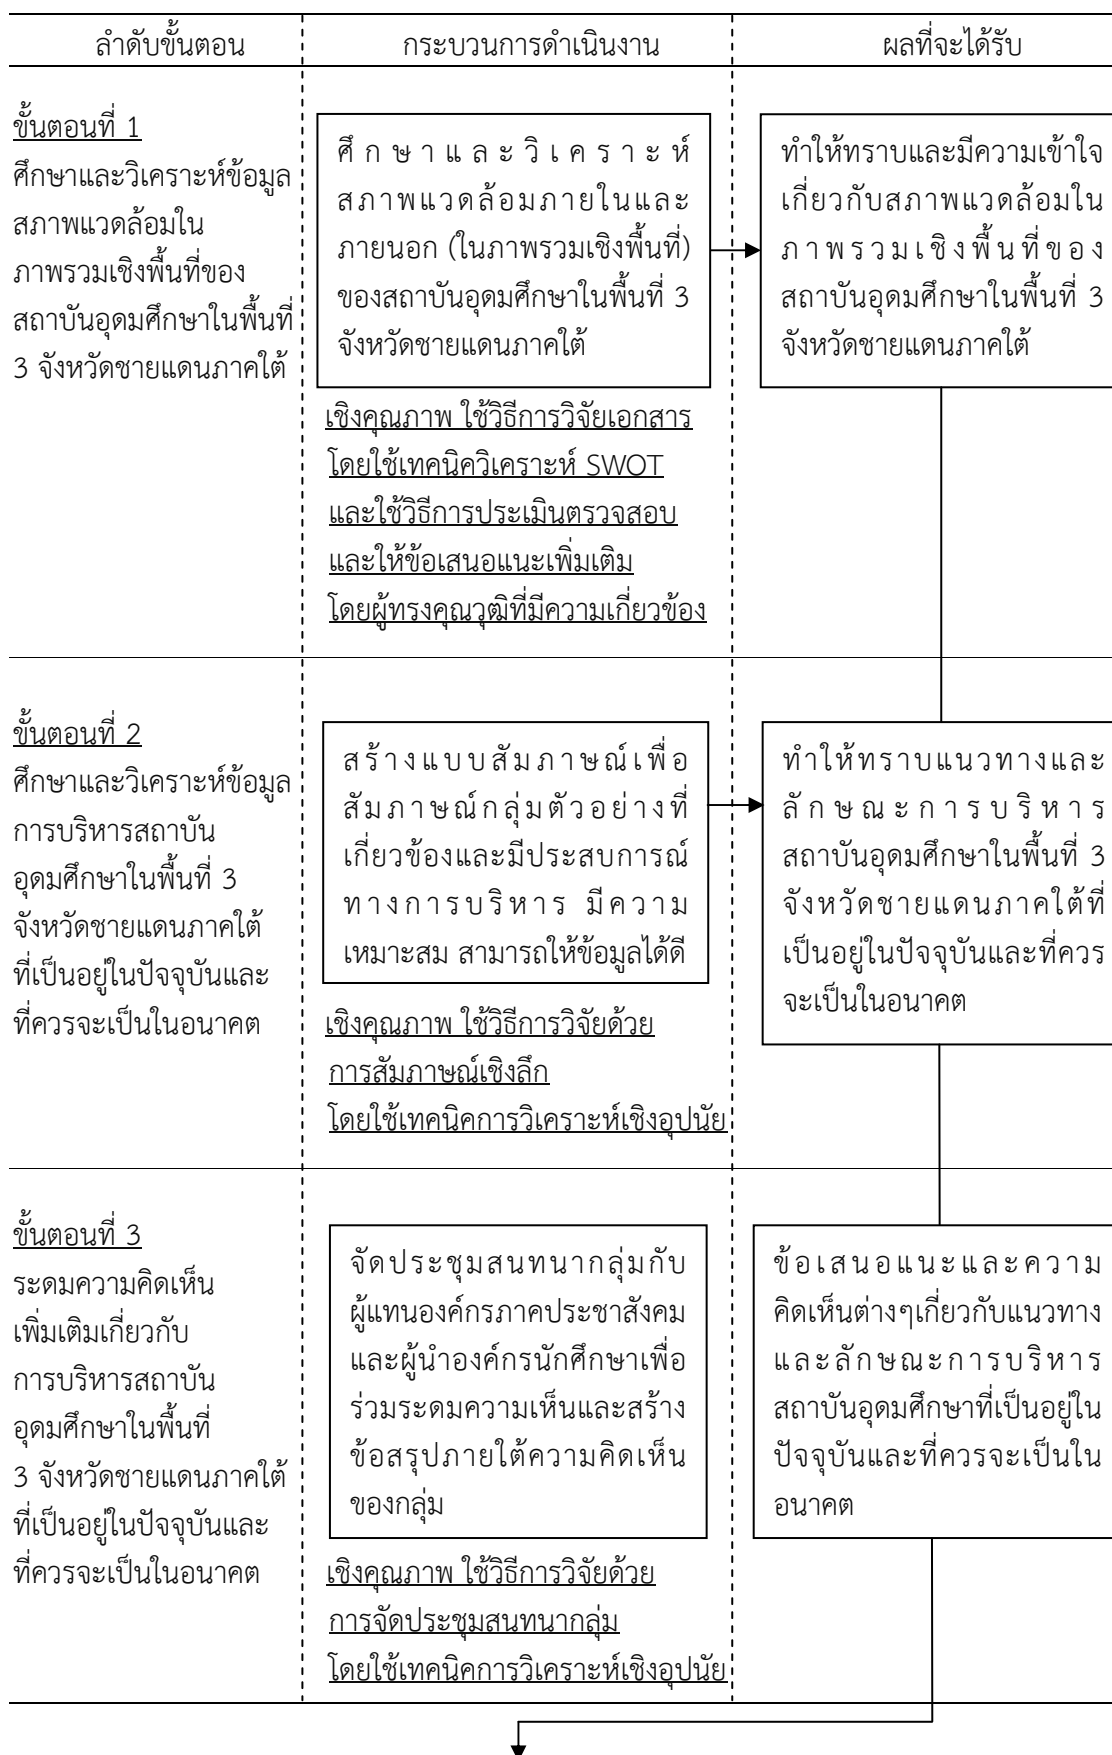 ลำดับขั้นตอน
กระบวนการดำเนินงาน
ผลที่จะได้รับ
ขั้นตอนที่ 1
ศึกษาและวิเคราะห์ข้อมูล
สภาพแวดล้อมใน
ภาพรวมเชิงพื้นที่ของ
สถาบันอุดมศึกษาในพื้นที่
3 จังหวัดชายแดนภาคใต้
ศึกษาและวิเคราะห์
สภาพแวดล้อมภายในและ
ภายนอก (ในภาพรวมเชิงพื้นที่)
ของสถาบันอุดมศึกษาในพื้นที่ 3
จังหวัดชายแดนภาคใต้
เชิงคุณภาพ ใช้วิธีการวิจัยเอกสาร
โดยใช้เทคนิควิเคราะห์ SWOT
และใช้วิธีการประเมินตรวจสอบ
และให้ข้อเสนอแนะเพิ่มเติม
โดยผู้ทรงคุณวุฒิที่มีความเกี่ยวข้อง
ทำให้ทราบและมีความเข้าใจ
เกี่ยวกับสภาพแวดล้อมใน
ภาพรวมเชิงพื้นที่ของ
สถาบันอุดมศึกษาในพื้นที่ 3
จังหวัดชายแดนภาคใต้
ขั้นตอนที่ 2
ศึกษาและวิเคราะห์ข้อมูล
การบริหารสถาบัน
อุดมศึกษาในพื้นที่ 3
จังหวัดชายแดนภาคใต้
ที่เป็นอยู่ในปัจจุบันและ
ที่ควรจะเป็นในอนาคต
สร้างแบบสัมภาษณ์เพื่อ
สัมภาษณ์กลุ่มตัวอย่างที่
เกี่ยวข้องและมีประสบการณ์
ทางการบริหาร มีความ
เหมาะสม สามารถให้ข้อมูลได้ดี
เชิงคุณภาพ ใช้วิธีการวิจัยด้วย
การสัมภาษณ์เชิงลึก
โดยใช้เทคนิคการวิเคราะห์เชิงอุปนัย
ทำให้ทราบแนวทางและ
ลักษณะการบริหาร
สถาบันอุดมศึกษาในพื้นที่ 3
จังหวัดชายแดนภาคใต้ที่
เป็นอยู่ในปัจจุบันและที่ควร
จะเป็นในอนาคต
ขั้นตอนที่ 3
ระดมความคิดเห็น
เพิ่มเติมเกี่ยวกับ
การบริหารสถาบัน
อุดมศึกษาในพื้นที่
3 จังหวัดชายแดนภาคใต้
ที่เป็นอยู่ในปัจจุบันและ
ที่ควรจะเป็นในอนาคต
จัดประชุมสนทนากลุ่มกับ
ผู้แทนองค์กรภาคประชาสังคม
และผู้นำองค์กรนักศึกษาเพื่อ
ร่วมระดมความเห็นและสร้าง
ข้อสรุปภายใต้ความคิดเห็น
ของกลุ่ม
เชิงคุณภาพ ใช้วิธีการวิจัยด้วย
การจัดประชุมสนทนากลุ่ม
โดยใช้เทคนิคการวิเคราะห์เชิงอุปนัย
ข้อเสนอแนะและความ
คิดเห็นต่างๆเกี่ยวกับแนวทาง
และลักษณะการบริหาร
สถาบันอุดมศึกษาที่เป็นอยู่ใน
ปัจจุบันและที่ควรจะเป็นใน
อนาคต